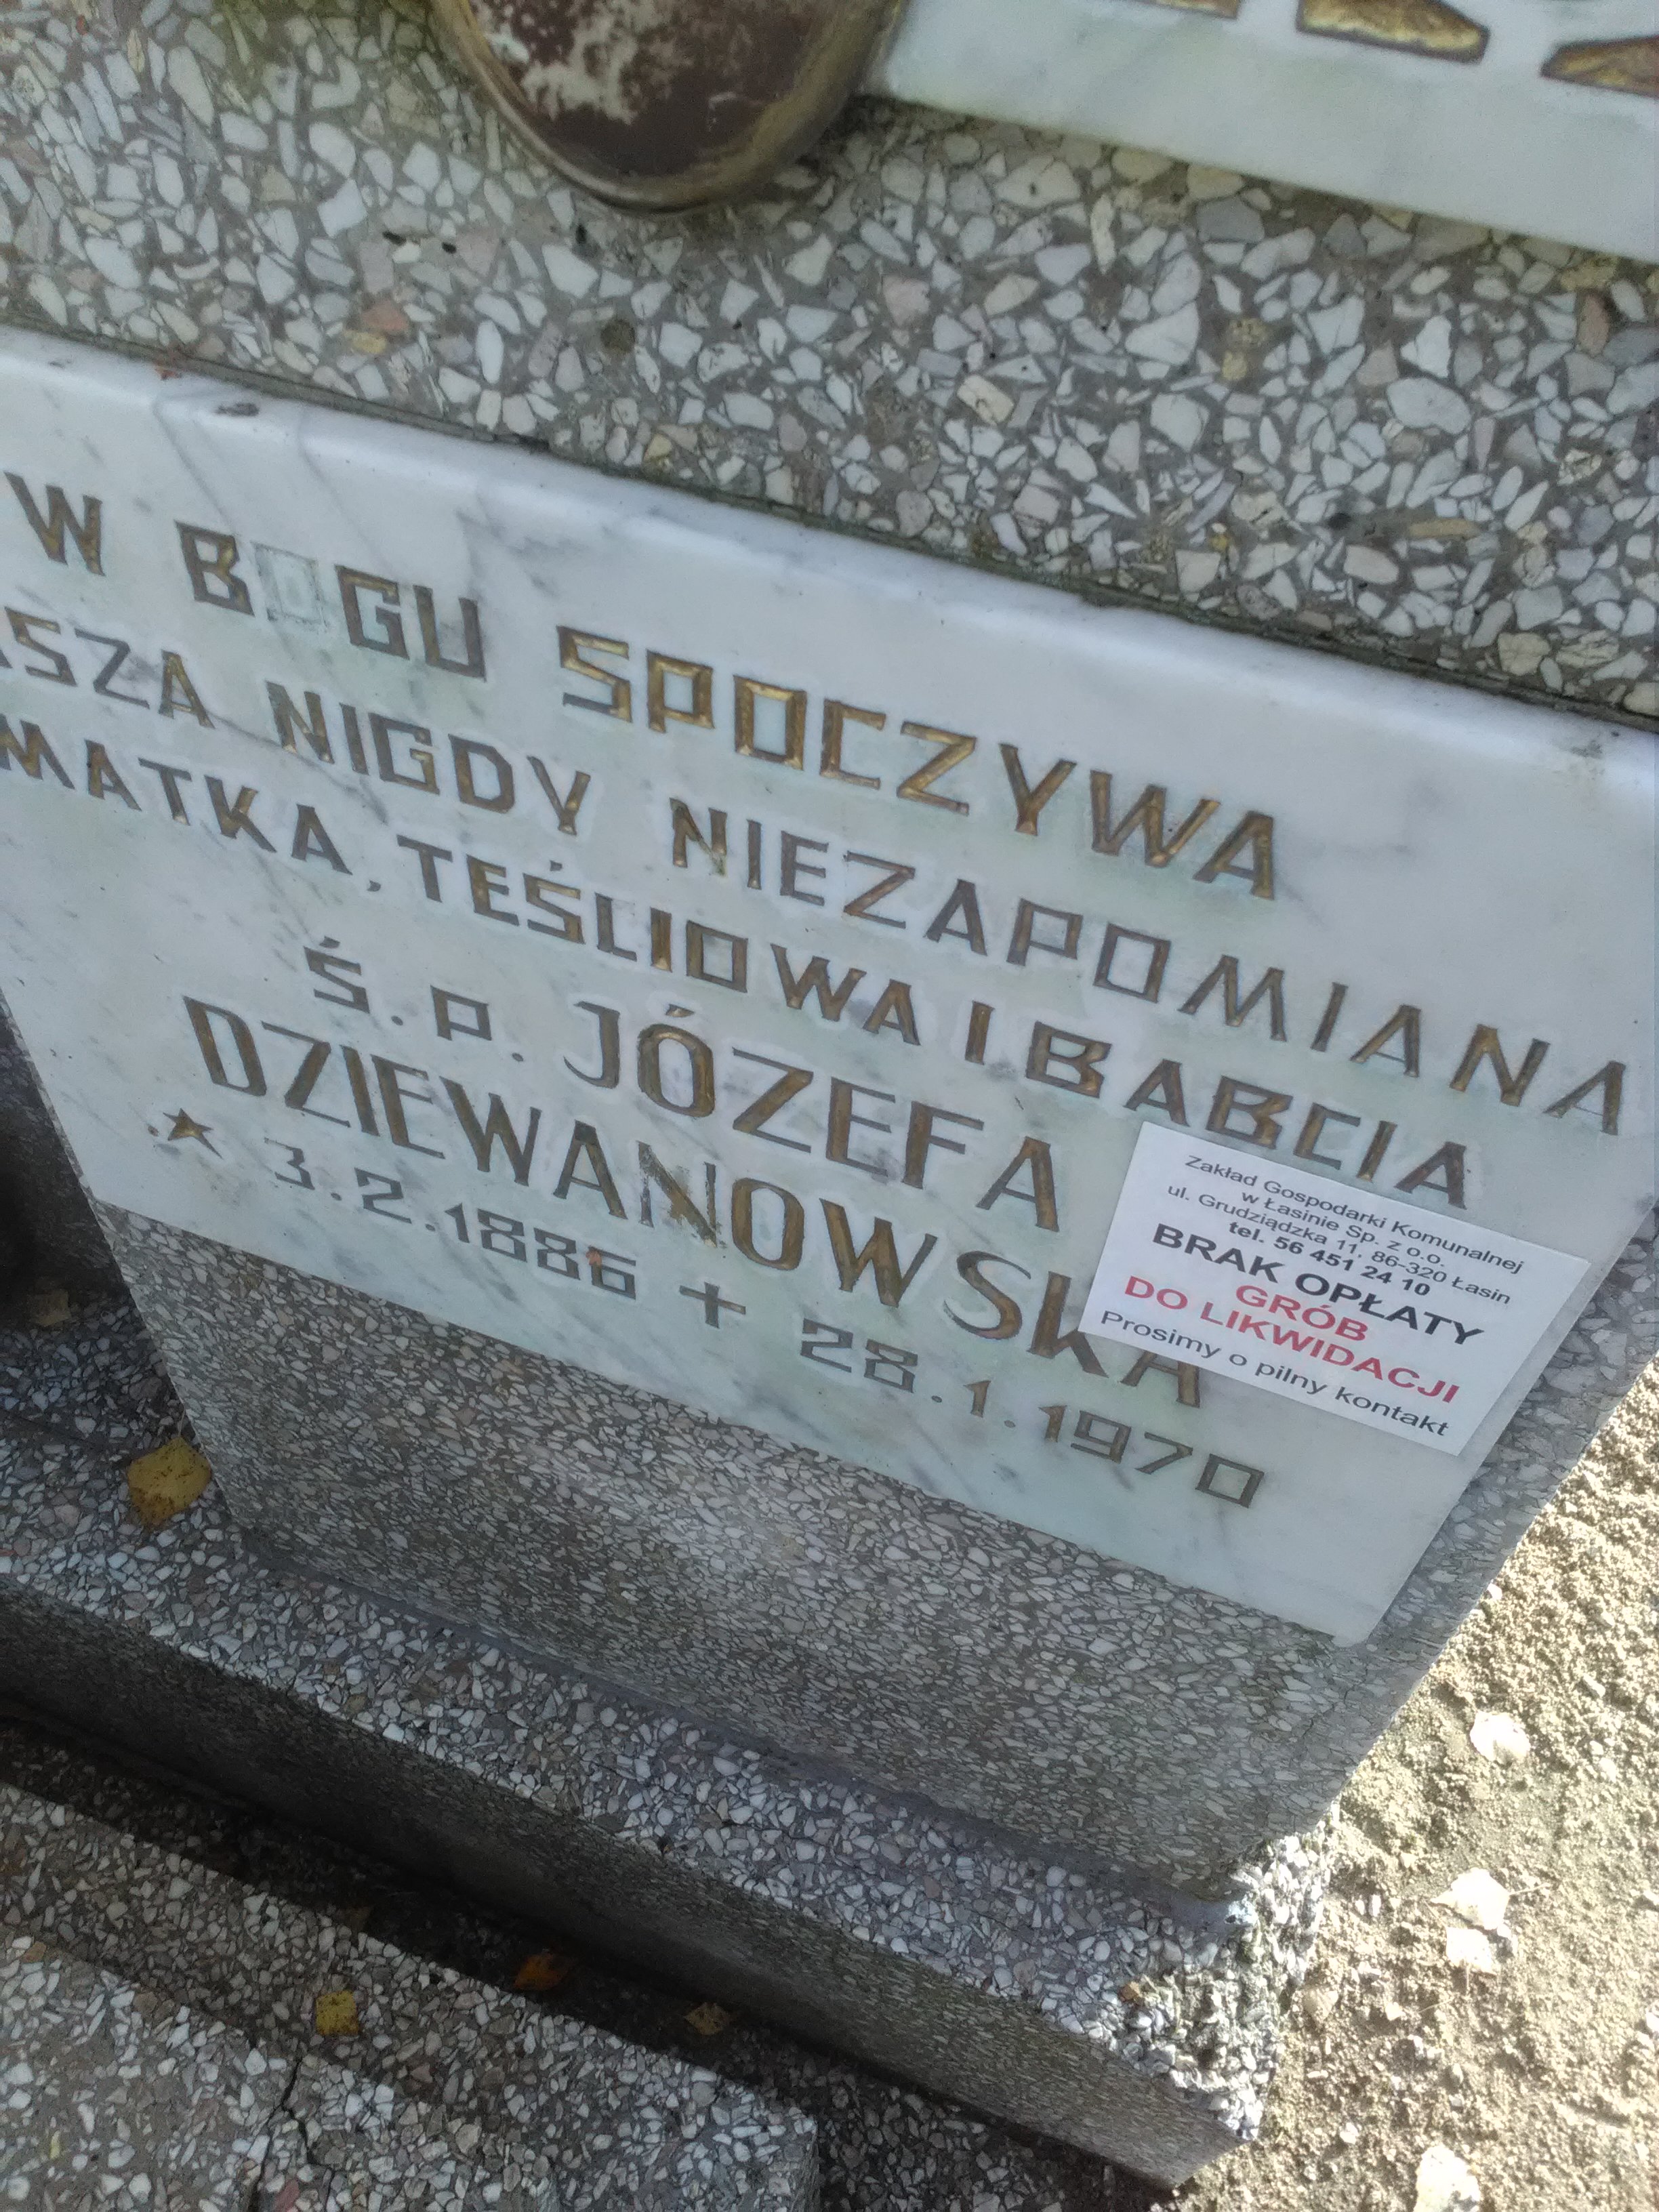 W BOGU SPOCZYWA
ASZA NIGDY NIEZAPOMIANA
MATKA, TEŚLIOWA I BABCIA
Ś.P. JÓZEFA
DZIEWANOWSKA
★ 3.2.1886 + 28.1.1970
Zakład Gospodarki Komunalnej
w Łasinie Sp. z o.o.
ul. Grudziądzka 11, 86-320 Łasin
tel. 56 451 24 10
BRAK OPŁATY
GRÓB
DO LIKWIDACJI
Prosimy o pilny kontakt